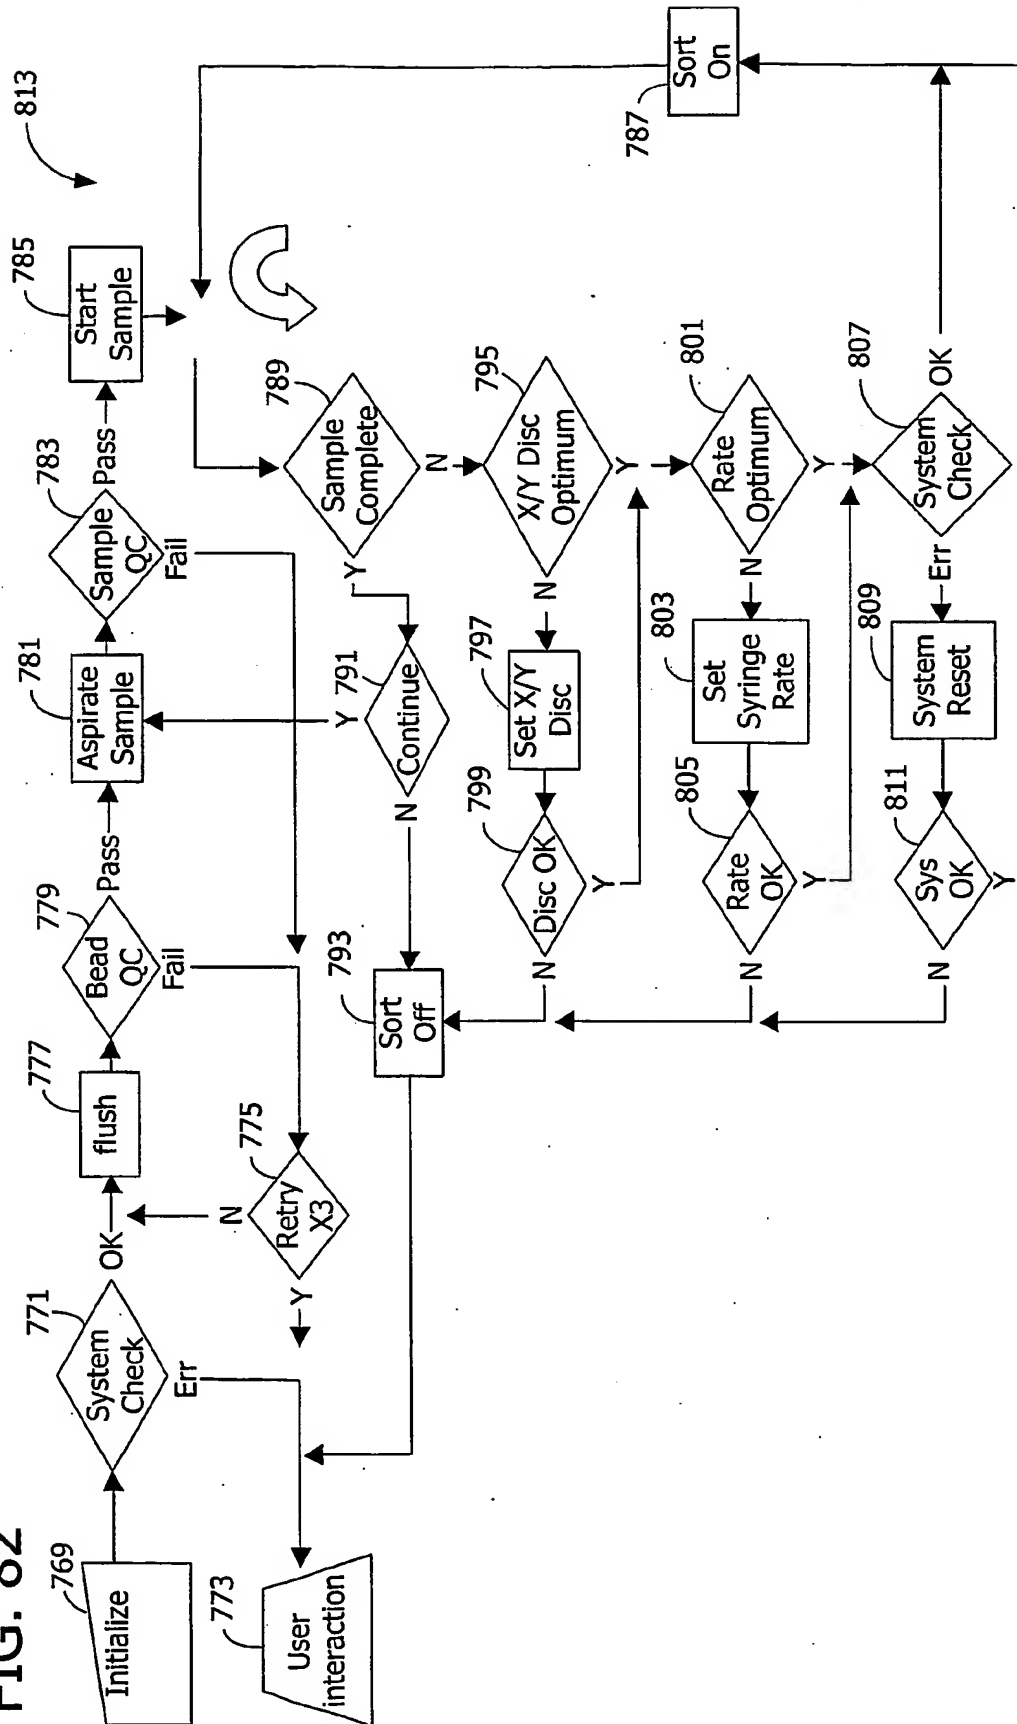 FIG. 82
769
Initialize
771
System
Check
OK
Err
777
flush
779
Bead
QC
Pass
Fail
781
Aspirate
Sample
783
Sample
QC
Pass
Fail
785
Start
Sample
813
773
User
interaction
775
Retry
X3
N
Y
787
Sort
On
789
Sample
Complete
Y
N
791
Continue
Y
N
793
Sort
Off
795
X/Y Disc
Optimum
N
Y
797
Set X/Y
Disc
799
Disc OK
N
Y
801
Rate
Optimum
N
Y
803
Set
Syringe
Rate
805
Rate
OK
N
Y
807
System
Check
OK
Err
809
System
Reset
811
Sys
OK
N
Y